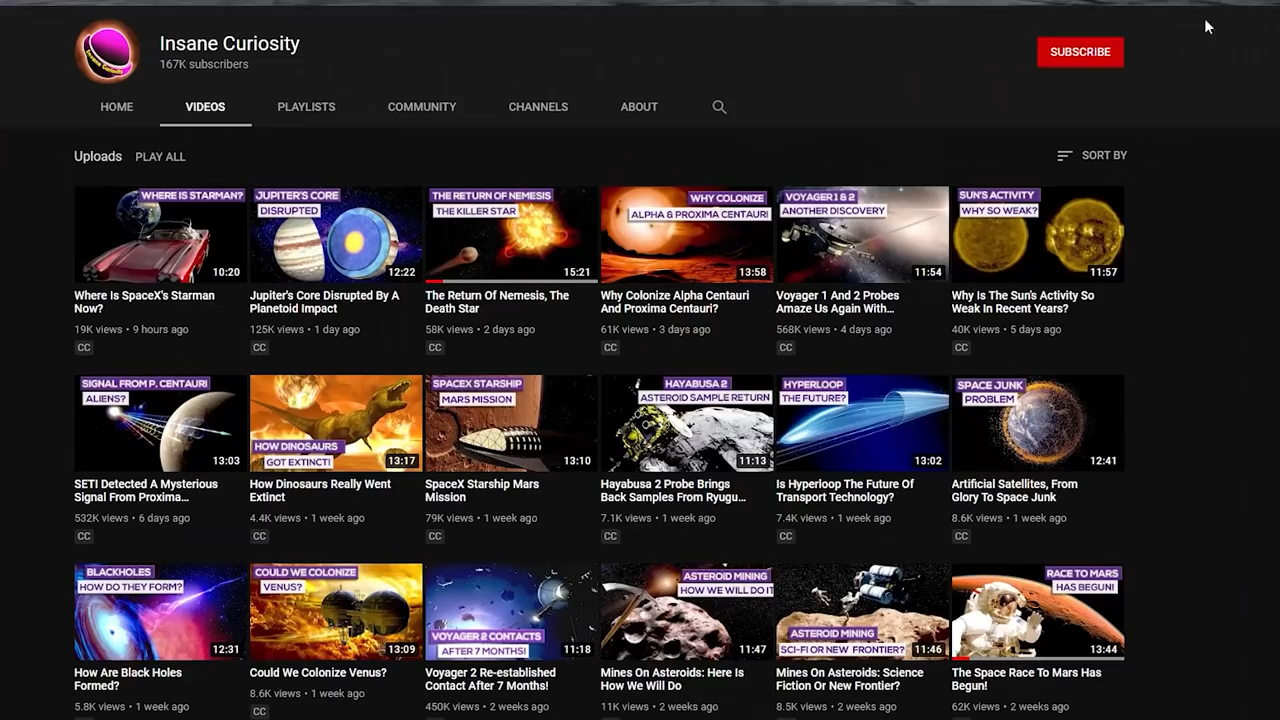 Insane Curiosity
167K subscribers
SUBSCRIBE
HOME
VIDEOS
PLAYLISTS
COMMUNITY
CHANNELS
ABOUT
Uploads
PLAY ALL
SORT BY
WHERE IS STARMAN?
10:20
Where Is SpaceX's Starman
Now?
19K views • 9 hours ago
CC
JUPITER'S CORE
DISRUPTED
12:22
Jupiter's Core Disrupted By A
Planetoid Impact
125K views • 1 day ago
CC
THE RETURN OF NEMESIS
THE KILLER STAR
15:21
The Return Of Nemesis, The
Death Star
58K views • 2 days ago
CC
WHY COLONIZE
ALPHA & PROXIMA CENTAURI
13:58
Why Colonize Alpha Centauri
And Proxima Centauri?
61K views • 3 days ago
CC
VOYAGER 1 & 2
ANOTHER DISCOVERY
11:54
Voyager 1 And 2 Probes
Amaze Us Again With...
568K views • 4 days ago
CC
SUN'S ACTIVITY
WHY SO WEAK?
11:57
Why Is The Sun's Activity So
Weak In Recent Years?
40K views • 5 days ago
CC
SIGNAL FROM P. CENTAURI
ALIENS?
13:03
SETI Detected A Mysterious
Signal From Proxima...
532K views • 6 days ago
CC
HOW DINOSAURS
GOT EXTINCT!
13:17
How Dinosaurs Really Went
Extinct
4.4K views • 1 week ago
CC
SPACEX STARSHIP
MARS MISSION
13:10
SpaceX Starship Mars
Mission
79K views • 1 week ago
CC
HAYABUSA 2
ASTEROID SAMPLE RETURN
11:13
Hayabusa 2 Probe Brings
Back Samples From Ryugu...
7.1K views • 1 week ago
CC
HYPERLOOP
THE FUTURE?
13:02
Is Hyperloop The Future Of
Transport Technology?
7.4K views • 1 week ago
CC
SPACE JUNK
PROBLEM
12:41
Artificial Satellites, From
Glory To Space Junk
8.6K views • 1 week ago
CC
BLACKHOLES
HOW DO THEY FORM?
12:31
How Are Black Holes
Formed?
5.8K views • 1 week ago
COULD WE COLONIZE
VENUS?
13:09
Could We Colonize Venus?
8.6K views • 1 week ago
CC
VOYAGER 2 CONTACTS
AFTER 7 MONTHS!
11:18
Voyager 2 Re-established
Contact After 7 Months!
450K views • 2 weeks ago
ASTEROID MINING
HOW WE WILL DO IT
11:47
Mines On Asteroids: Here Is
How We Will Do
11K views • 2 weeks ago
ASTEROID MINING
SCI-FI OR NEW FRONTIER?
11:46
Mines On Asteroids: Science
Fiction Or New Frontier?
8.5K views • 2 weeks ago
RACE TO MARS
HAS BEGUN!
13:44
The Space Race To Mars Has
Begun!
62K views • 2 weeks ago